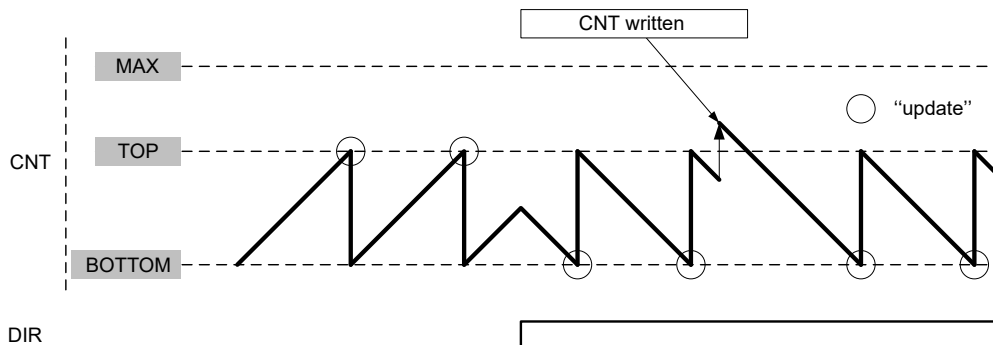 CNT written
MAX
“update”
TOP
CNT
BOTTOM
DIR